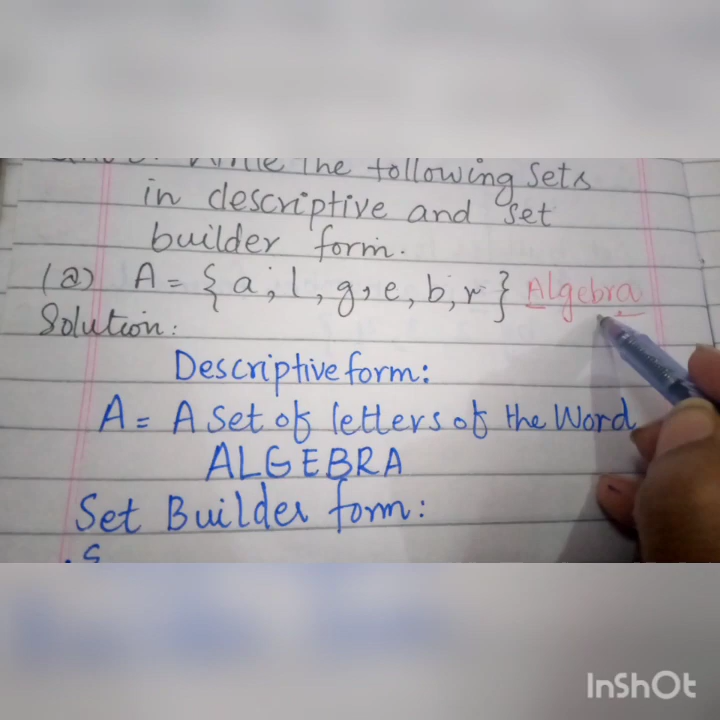 the following Sets
in descriptive and set
builder form.
(a) A = { a, l, g, e, b, r } Algebra
Solution:
Descriptive form:
A = A set of letters of the Word
ALGEBRA
Set Builder form:
InShOt